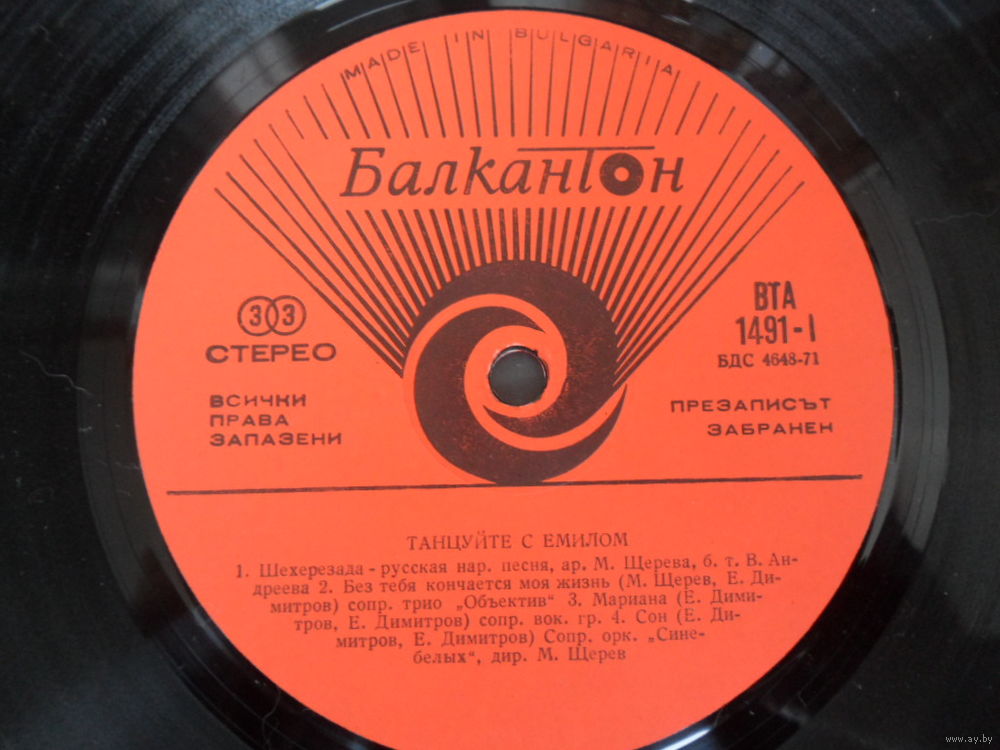 MADE IN BULGARIA
Балкантон
33
СТЕРЕО
ВТА
1491-I
БДС 4648-71
ВСИЧКИ
ПРАВА
ЗАПАЗЕНИ
ПРЕЗАПИСЪТ
ЗАБРАНЕН
ТАНЦУЙТЕ С ЕМИЛОМ
1. Шехерезада - русская нар. песня, ар. М. Щерева, б. т. В. Ан-
дреева 2. Без тебя кончается моя жизнь (М. Щерев, Е. Ди-
митров) сопр. трио „Объектив“ 3. Мариана (Е. Дими-
тров, Е. Димитров) сопр. вок. гр. 4. Сон (Е. Ди-
митров, Е. Димитров) Сопр. орк. „Сине-
белых“, дир. М. Щерев
www.ay.by